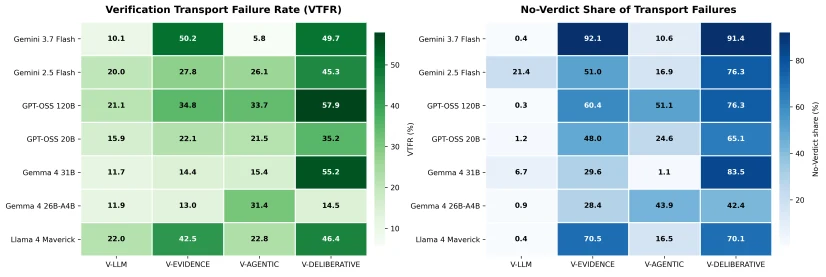 Verification Transport Failure Rate (VTFR)
Gemini 3.7 Flash 10.1 50.2 5.8 49.7
Gemini 2.5 Flash 20.0 27.8 26.1 45.3
GPT-OSS 120B 21.1 34.8 33.7 57.9
GPT-OSS 20B 15.9 22.1 21.5 35.2
Gemma 4 31B 11.7 14.4 15.4 55.2
Gemma 4 26B-A4B 11.9 13.0 31.4 14.5
Llama 4 Maverick 22.0 42.5 22.8 46.4
V-LLM V-EVIDENCE V-AGENTIC V-DELIBERATIVE
50
40
30
20
10
VTFR (%)
No-Verdict Share of Transport Failures
Gemini 3.7 Flash 0.4 92.1 10.6 91.4
Gemini 2.5 Flash 21.4 51.0 16.9 76.3
GPT-OSS 120B 0.3 60.4 51.1 76.3
GPT-OSS 20B 1.2 48.0 24.6 65.1
Gemma 4 31B 6.7 29.6 1.1 83.5
Gemma 4 26B-A4B 0.9 28.4 43.9 42.4
Llama 4 Maverick 0.4 70.5 16.5 70.1
V-LLM V-EVIDENCE V-AGENTIC V-DELIBERATIVE
80
60
40
20
No-Verdict share (%)